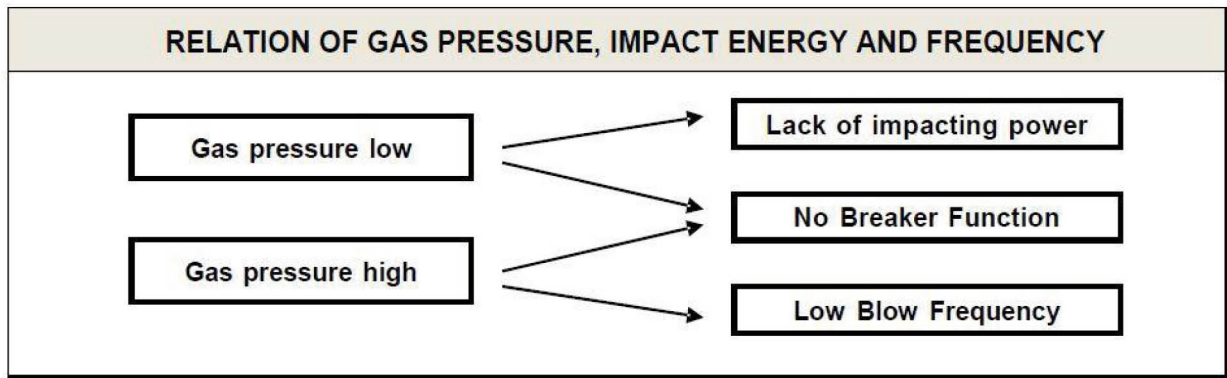 RELATION OF GAS PRESSURE, IMPACT ENERGY AND FREQUENCY
Gas pressure low
Gas pressure high
Lack of impacting power
No Breaker Function
Low Blow Frequency